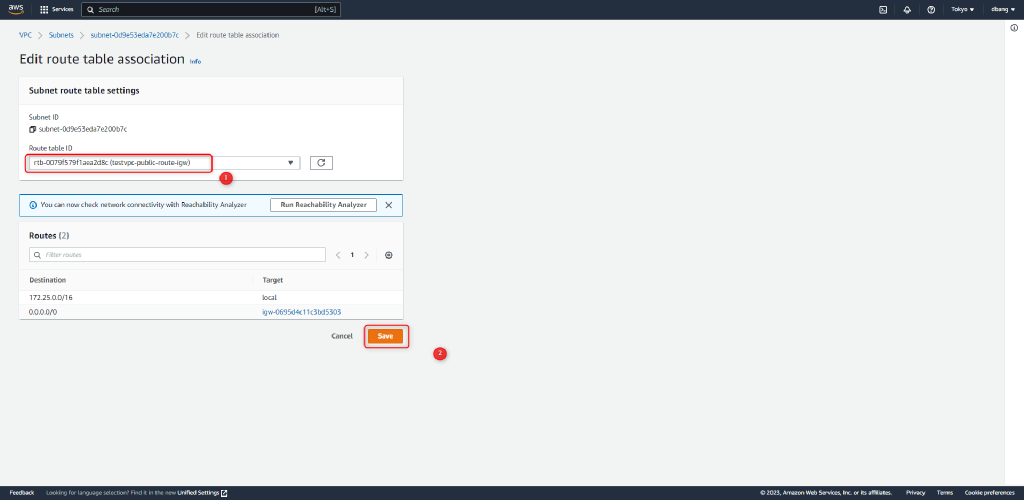 aws Services Search [Alt+S] Tokyo dbang
VPC > Subnets > subnet-0d9e53eda7e200b7c > Edit route table association
Edit route table association Info
Subnet route table settings
Subnet ID
subnet-0d9e53eda7e200b7c
Route table ID
rtb-0079f579f1aea2d8c (testvpc-public-route-igw)
1
You can now check network connectivity with Reachability Analyzer Run Reachability Analyzer
Routes (2)
Filter routes 1
Destination Target
172.25.0.0/16 local
0.0.0.0/0 igw-0695d4c11c3bd5303
Cancel Save
2
Feedback Looking for language selection? Find it in the new Unified Settings © 2023, Amazon Web Services, Inc. or its affiliates. Privacy Terms Cookie preferences